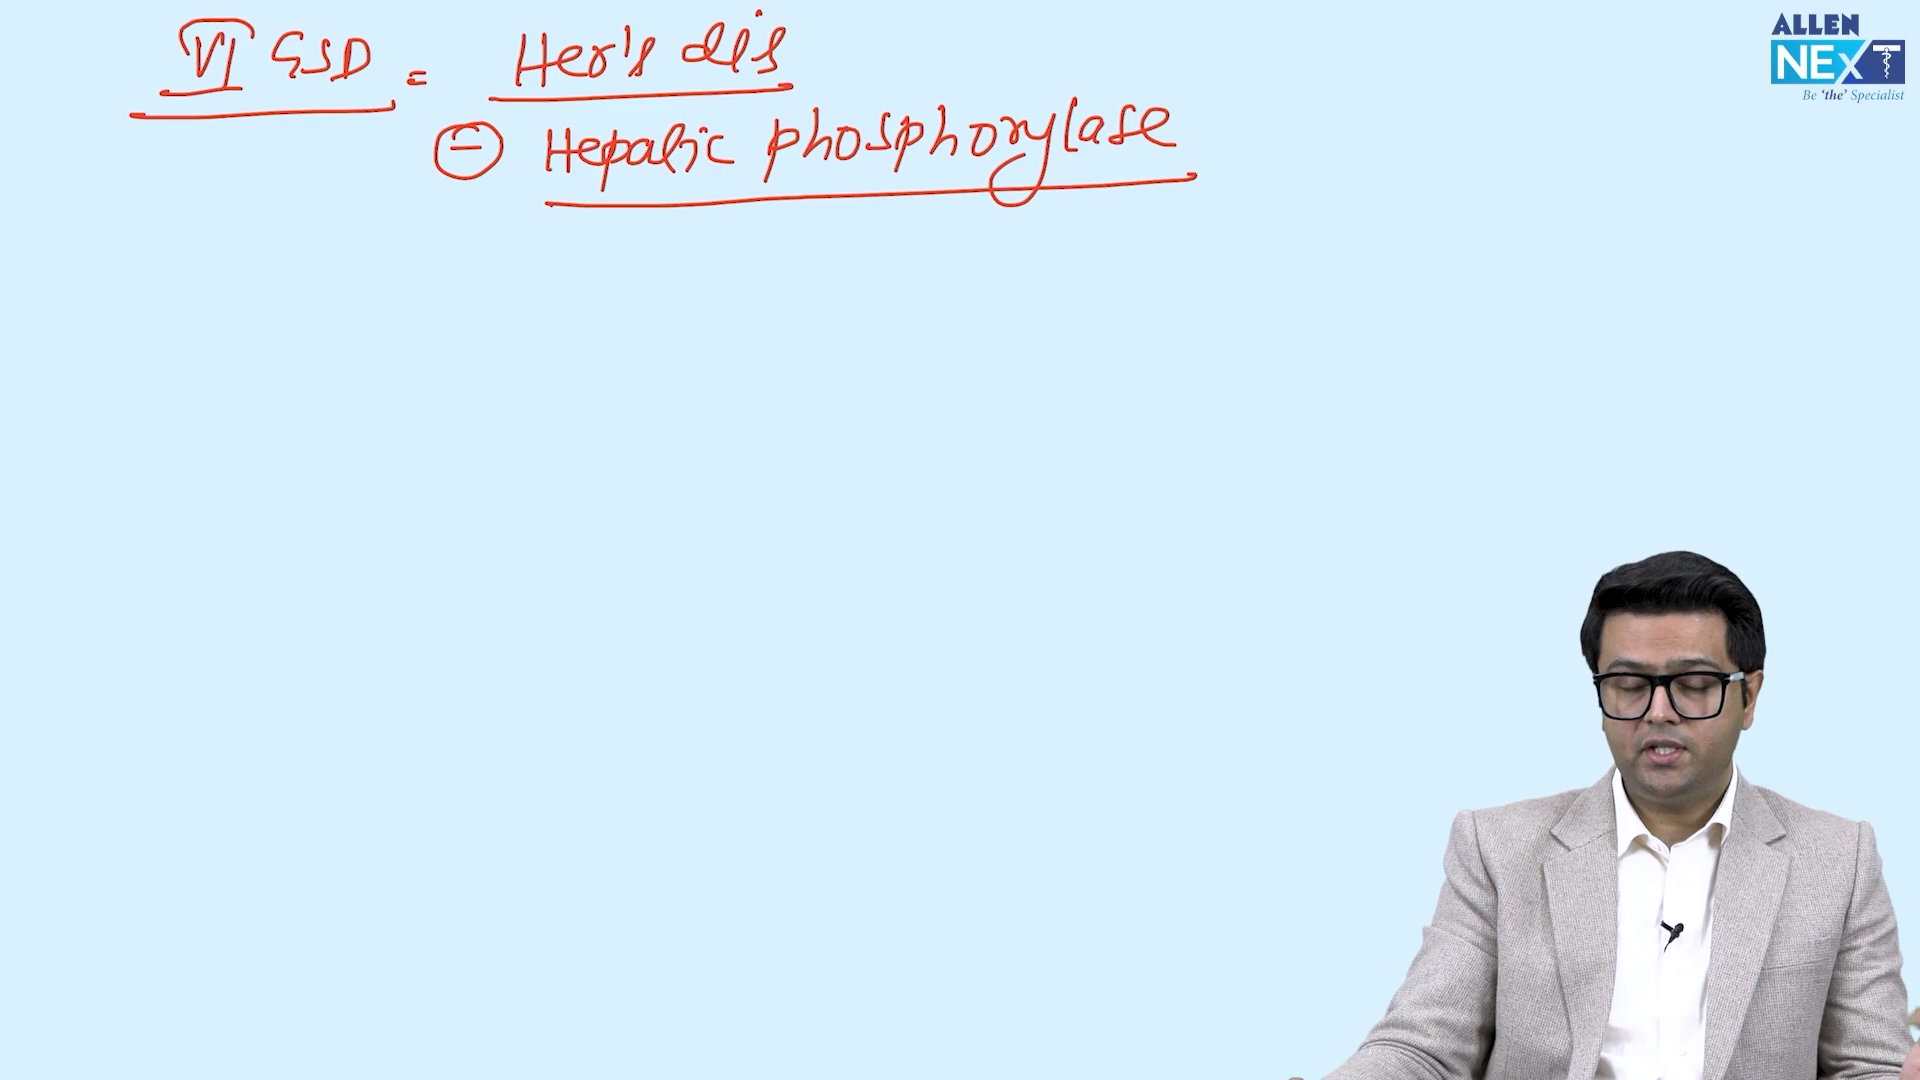 VI GSD = Her's dis
⊖ Hepatic phosphorylase
ALLEN
NEXT
Be 'the' Specialist